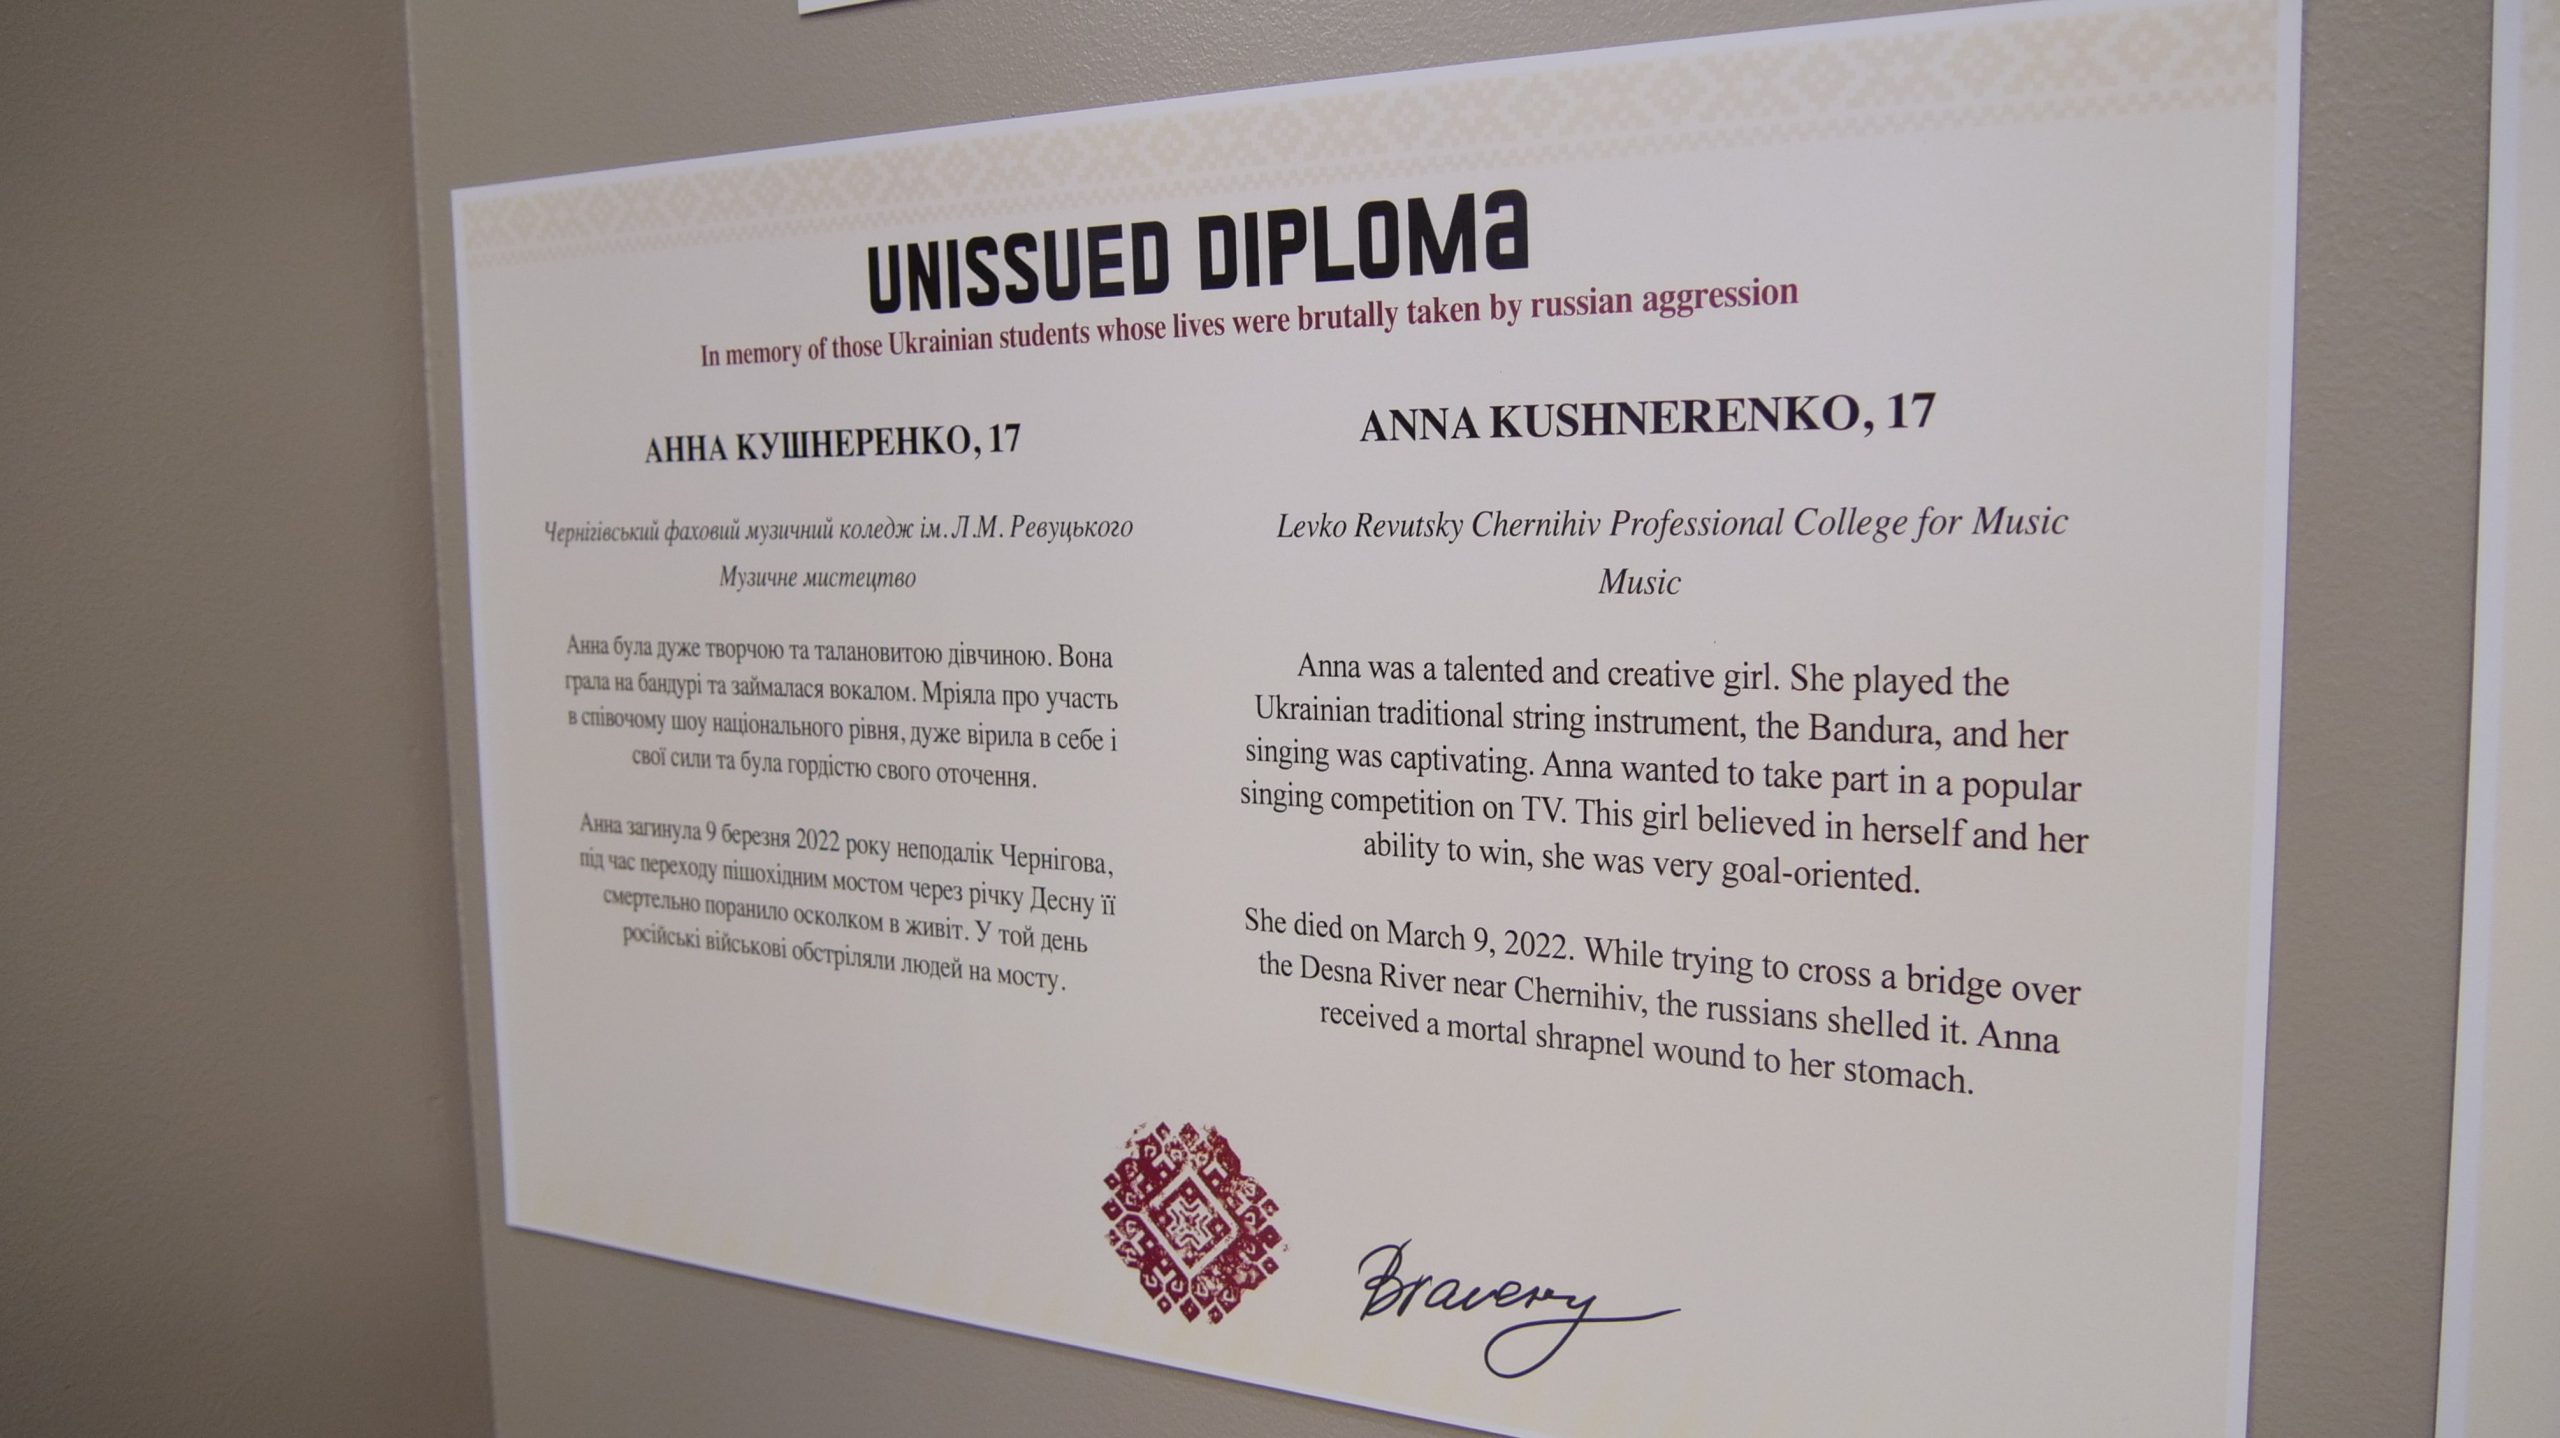 UNISSUED DIPLOMa
In memory of those Ukrainian students whose lives were brutally taken by russian aggression
АННА КУШНЕРЕНКО, 17
Чернігівський фаховий музичний коледж ім. Л.М. Ревуцького
Музичне мистецтво
Анна була дуже творчою та талановитою дівчиною. Вона
грала на бандурі та займалася вокалом. Мріяла про участь
в співочому шоу національного рівня, дуже вірила в себе і
свої сили та була гордістю свого оточення.
Анна загинула 9 березня 2022 року неподалік Чернігова,
під час переходу пішохідним мостом через річку Десну її
смертельно поранило осколком в живіт. У той день
російські військові обстріляли людей на мосту.
ANNA KUSHNERENKO, 17
Levko Revutsky Chernihiv Professional College for Music
Music
Anna was a talented and creative girl. She played the
Ukrainian traditional string instrument, the Bandura, and her
singing was captivating. Anna wanted to take part in a popular
singing competition on TV. This girl believed in herself and her
ability to win, she was very goal-oriented.
She died on March 9, 2022. While trying to cross a bridge over
the Desna River near Chernihiv, the russians shelled it. Anna
received a mortal shrapnel wound to her stomach.
Bravery